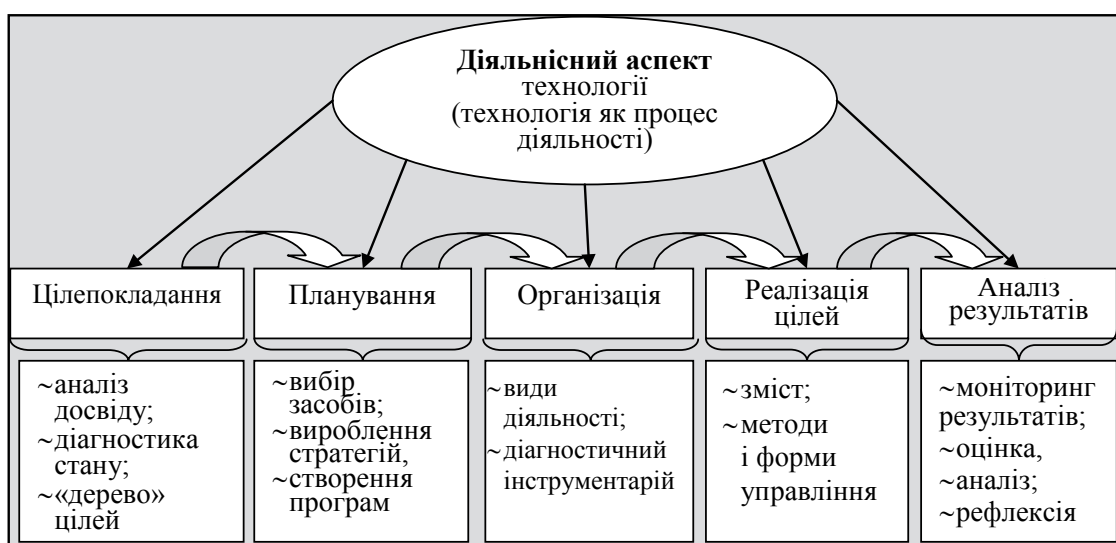 Діяльнісний аспект
технології
(технологія як процес
діяльності)
Цілепокладання
Планування
Організація
Реалізація
цілей
Аналіз
результатів
~аналіз
досвіду;
~діагностика
стану;
~«дерево»
цілей
~вибір
засобів;
~вироблення
стратегій,
~створення
програм
~види
діяльності;
~діагностичний
інструментарій
~зміст;
~методи
і форми
управління
~моніторинг
результатів;
~оцінка,
~аналіз;
~рефлексія